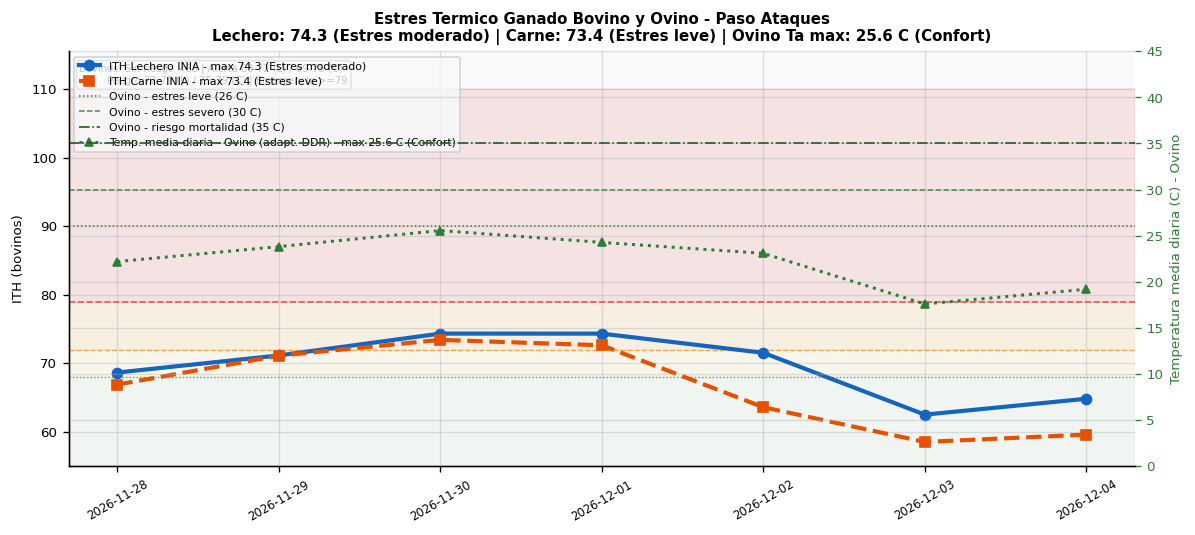 Estres Termico Ganado Bovino y Ovino - Paso Ataques
Lechero: 74.3 (Estres moderado) | Carne: 73.4 (Estres leve) | Ovino Ta max: 25.6 C (Confort)
ITH Lechero INIA - max 74.3 (Estres moderado)
ITH Carne INIA - max 73.4 (Estres leve)
Ovino - estres leve (26 C)
Ovino - estres severo (30 C)
Ovino - riesgo mortalidad (35 C)
Temp. media diaria - Ovino (adapt. DDR) - max 25.6 C (Confort)
>=79
ITH (bovinos)
110
100
90
80
70
60
45
40
35
30
25
20
15
10
5
0
Temperatura media diaria (C) - Ovino
2026-11-28
2026-11-29
2026-11-30
2026-12-01
2026-12-02
2026-12-03
2026-12-04